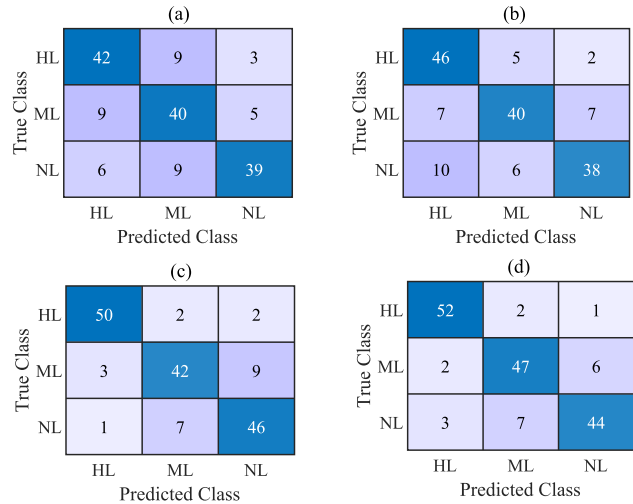 (a)
True Class
HL 42 9 3
ML 9 40 5
NL 6 9 39
HL ML NL
Predicted Class
(b)
True Class
HL 46 5 2
ML 7 40 7
NL 10 6 38
HL ML NL
Predicted Class
(c)
True Class
HL 50 2 2
ML 3 42 9
NL 1 7 46
HL ML NL
Predicted Class
(d)
True Class
HL 52 2 1
ML 2 47 6
NL 3 7 44
HL ML NL
Predicted Class